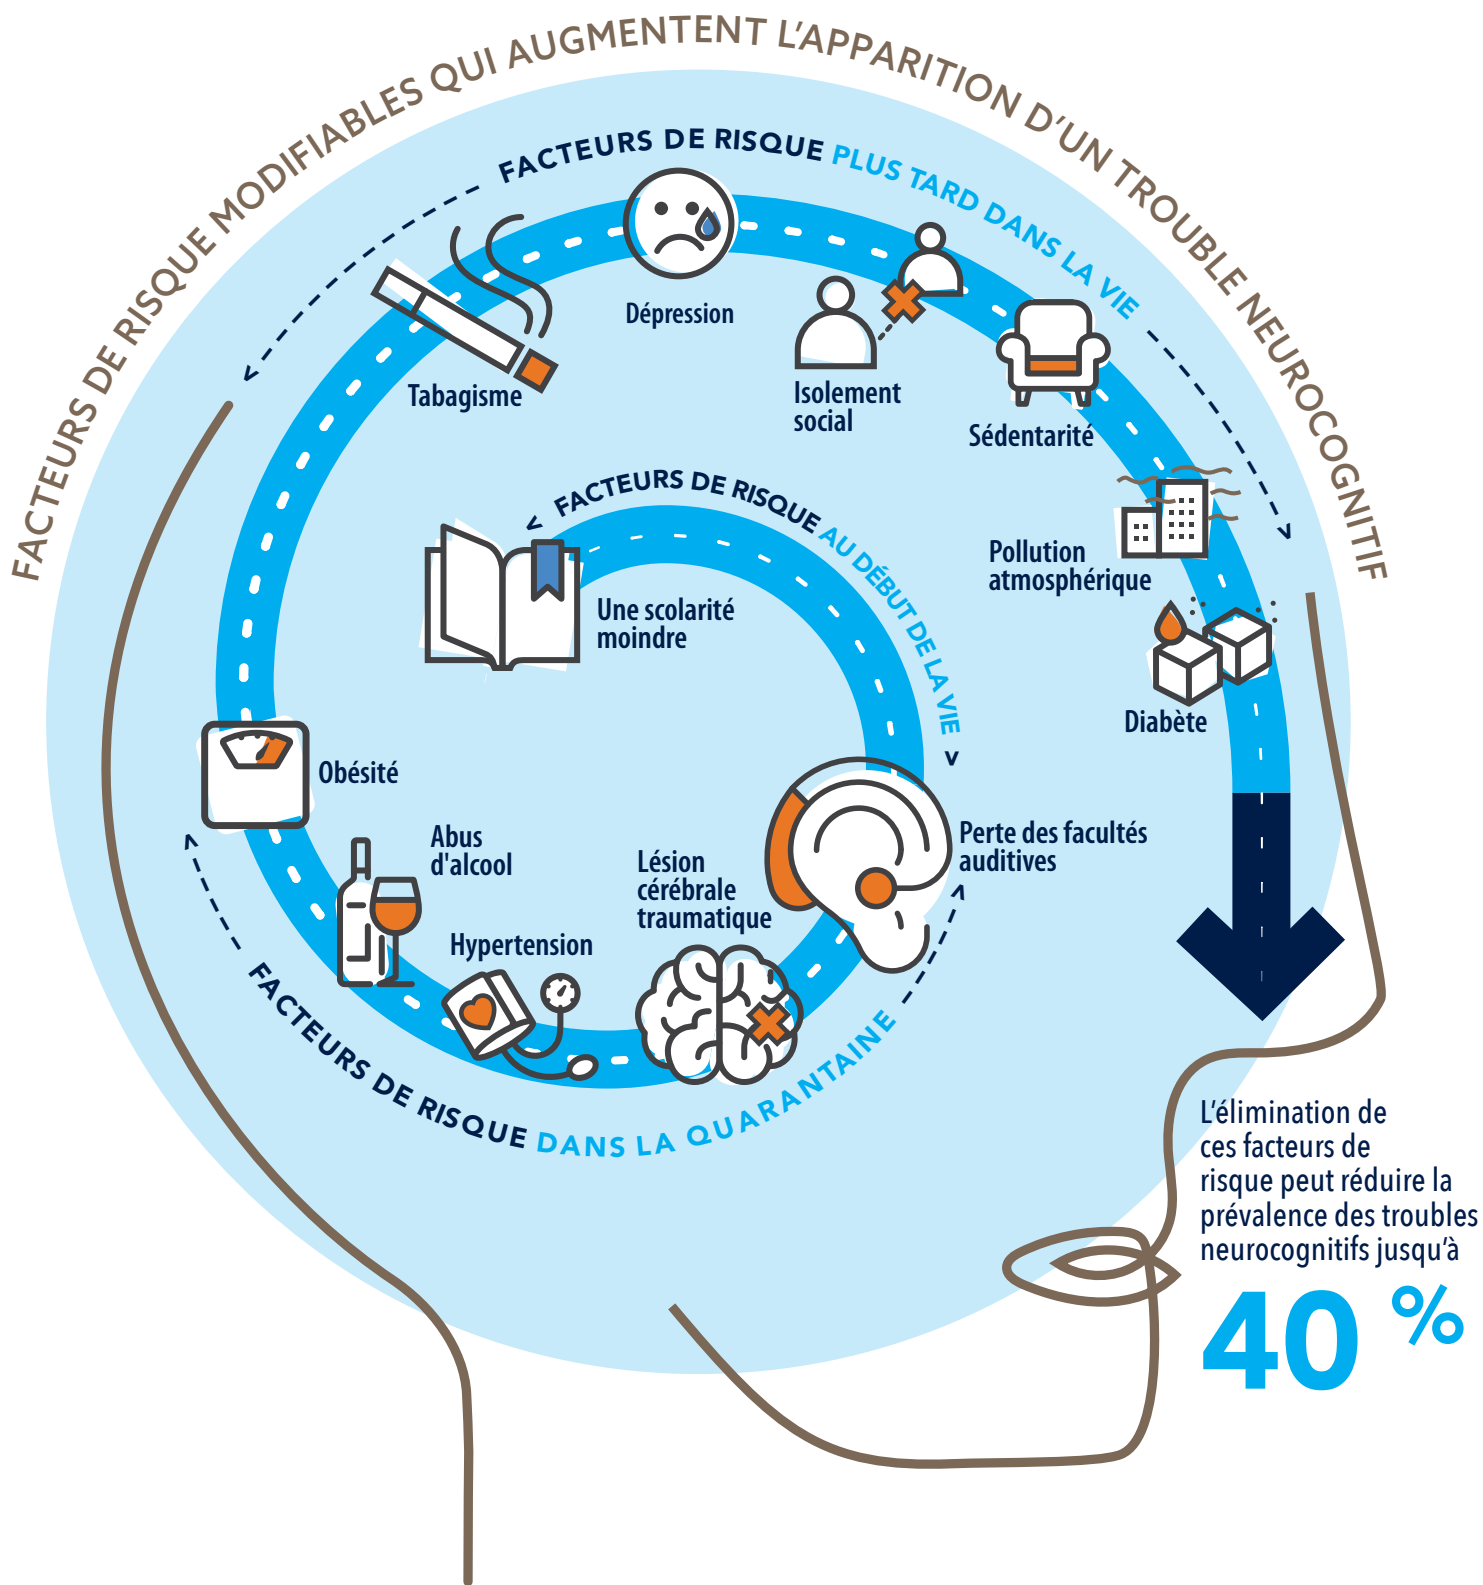 FACTEURS DE RISQUE MODIFIABLES QUI AUGMENTENT L'APPARITION D'UN TROUBLE NEUROCOGNITIF
FACTEURS DE RISQUE PLUS TARD DANS LA VIE
Dépression
Tabagisme
Isolement
social
Sédentarité
Pollution
atmosphérique
Diabète
FACTEURS DE RISQUE AU DÉBUT DE LA VIE
Une scolarité
moindre
Perte des facultés
auditives
Obésité
Abus
d'alcool
Hypertension
Lésion
cérébrale
traumatique
FACTEURS DE RISQUE DANS LA QUARANTAINE
L'élimination de
ces facteurs de
risque peut réduire la
prévalence des troubles
neurocognitifs jusqu'à
40 %